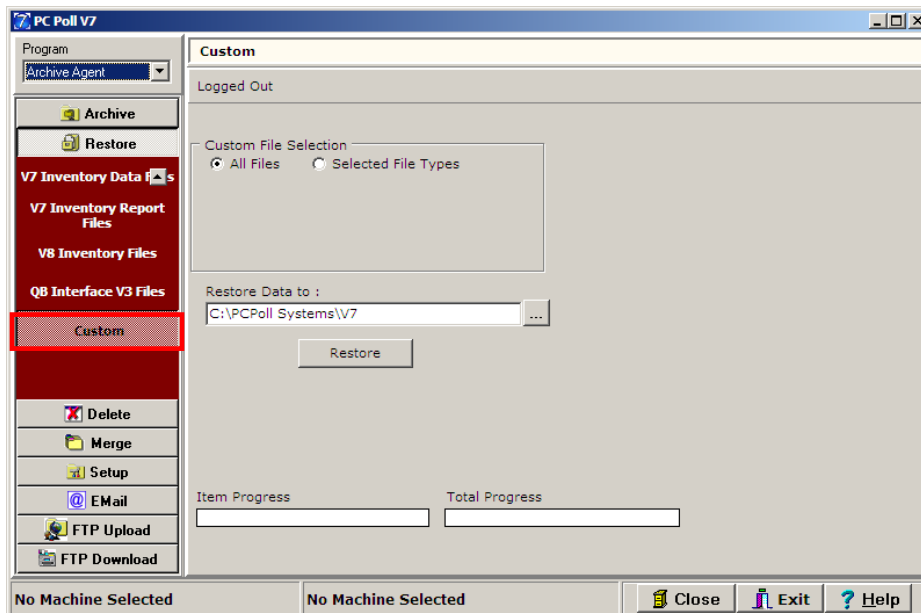 7 PC Poll V7
Program
Archive Agent
Archive
Restore
V7 Inventory Data F s
V7 Inventory Report
Files
V8 Inventory Files
QB Interface V3 Files
Custom
Delete
Merge
Setup
@ EMail
FTP Upload
FTP Download
Custom
Logged Out
Custom File Selection
All Files
Selected File Types
Restore Data to :
C:\PCPoll Systems\V7
...
Restore
Item Progress
Total Progress
No Machine Selected
No Machine Selected
Close
Exit
? Help